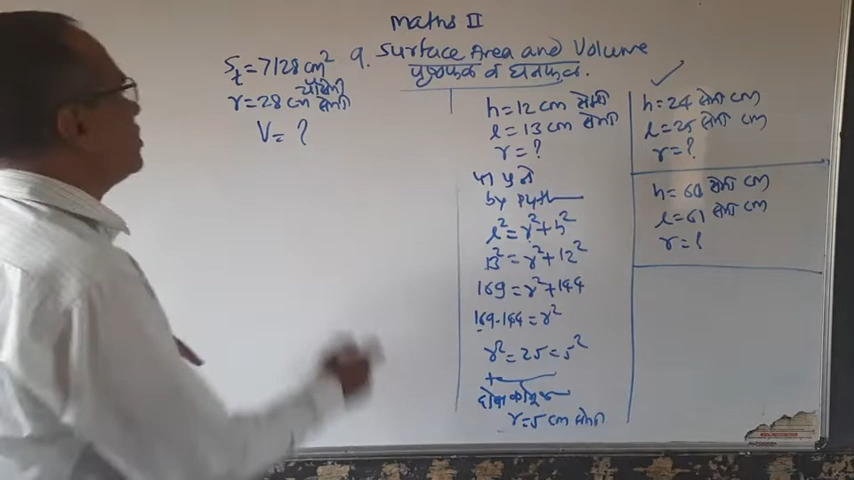 Maths II
9. Surface Area and Volume
पृष्ठफळ व घनफळ.
Sₜ = 7128 cm²
चौसेमी
r = 28 cm सेमी
V = ?
h = 12 cm सेमी
l = 13 cm सेमी
r = ?
by Pyth
l² = r² + h²
13² = r² + 12²
169 = r² + 144
169 - 144 = r²
r² = 25 = 5²
r = 5 cm सेमी
h = 24 सेमी cm
l = 25 सेमी cm
r = ?
h = 60 सेमी cm
l = 61 सेमी cm
r = ?